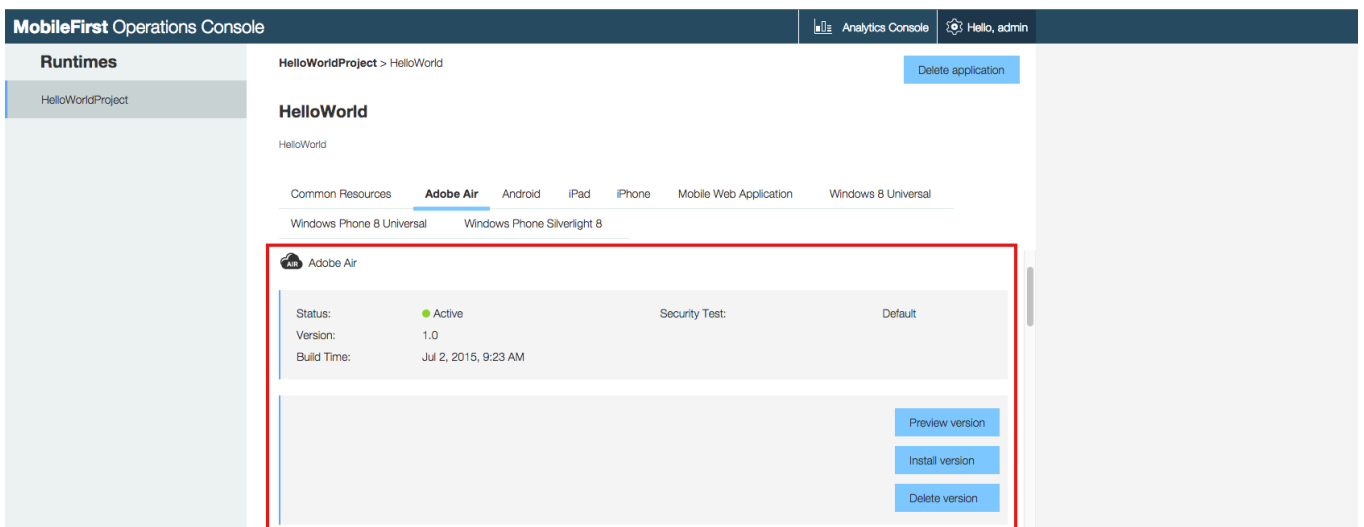 MobileFirst Operations Console
Analytics Console
Hello, admin
Runtimes
HelloWorldProject
HelloWorldProject > HelloWorld
Delete application
HelloWorld
HelloWorld
Common Resources Adobe Air Android iPad iPhone Mobile Web Application Windows 8 Universal
Windows Phone 8 Universal Windows Phone Silverlight 8
AIR Adobe Air
Status: Active Security Test: Default
Version: 1.0
Build Time: Jul 2, 2015, 9:23 AM
Preview version
Install version
Delete version